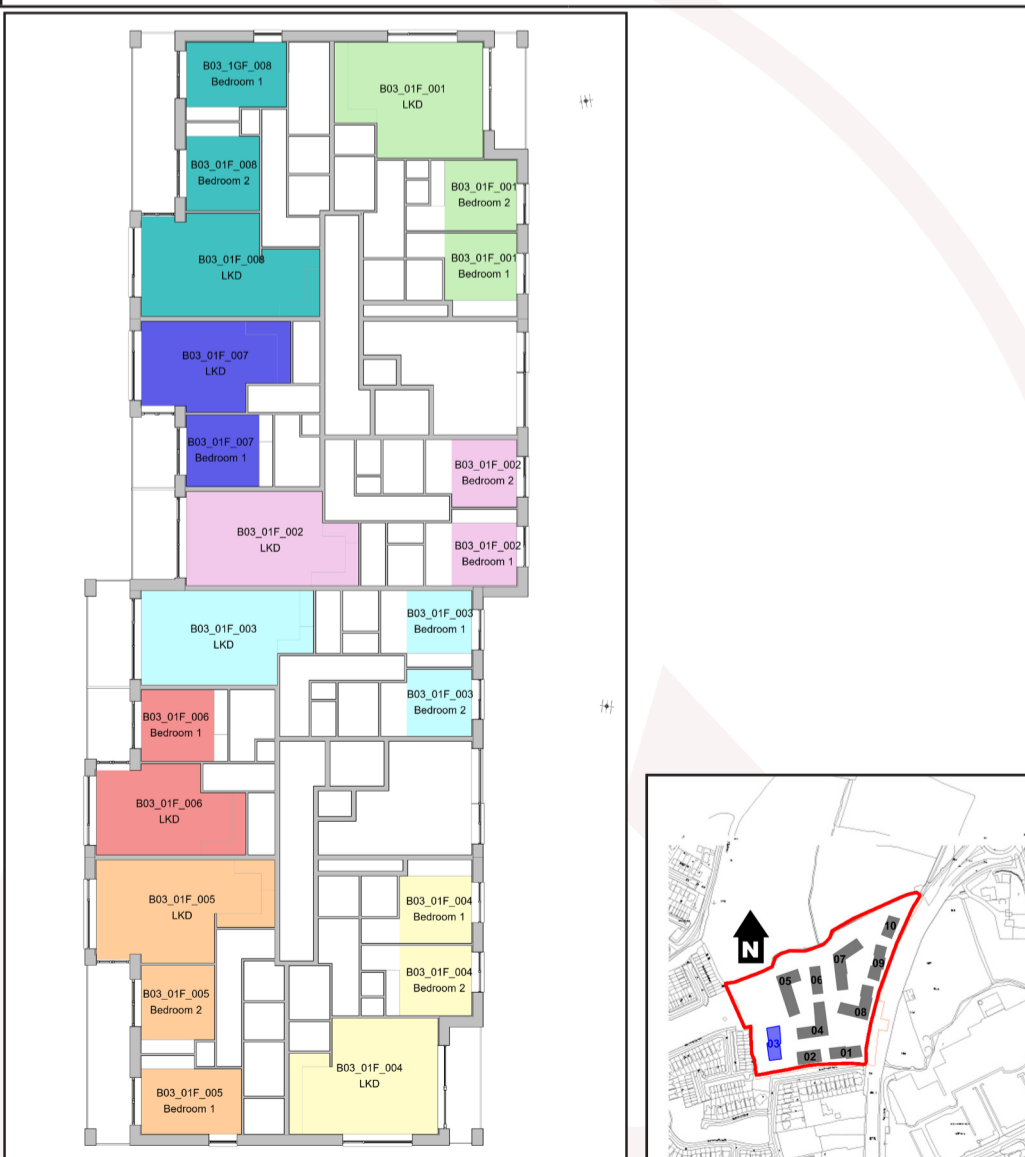 B03_1GF_008
Bedroom 1
B03_01F_001
LKD
B03_01F_008
Bedroom 2
B03_01F_001
Bedroom 2
B03_01F_008
LKD
B03_01F_001
Bedroom 1
B03_01F_007
LKD
B03_01F_007
Bedroom 1
B03_01F_002
Bedroom 2
B03_01F_002
LKD
B03_01F_002
Bedroom 1
B03_01F_003
LKD
B03_01F_003
Bedroom 1
B03_01F_003
Bedroom 2
B03_01F_006
Bedroom 1
B03_01F_006
LKD
B03_01F_005
LKD
B03_01F_004
Bedroom 1
B03_01F_005
Bedroom 2
B03_01F_004
Bedroom 2
B03_01F_004
LKD
B03_01F_005
Bedroom 1
N
10
07
09
05
06
08
04
03
02
01